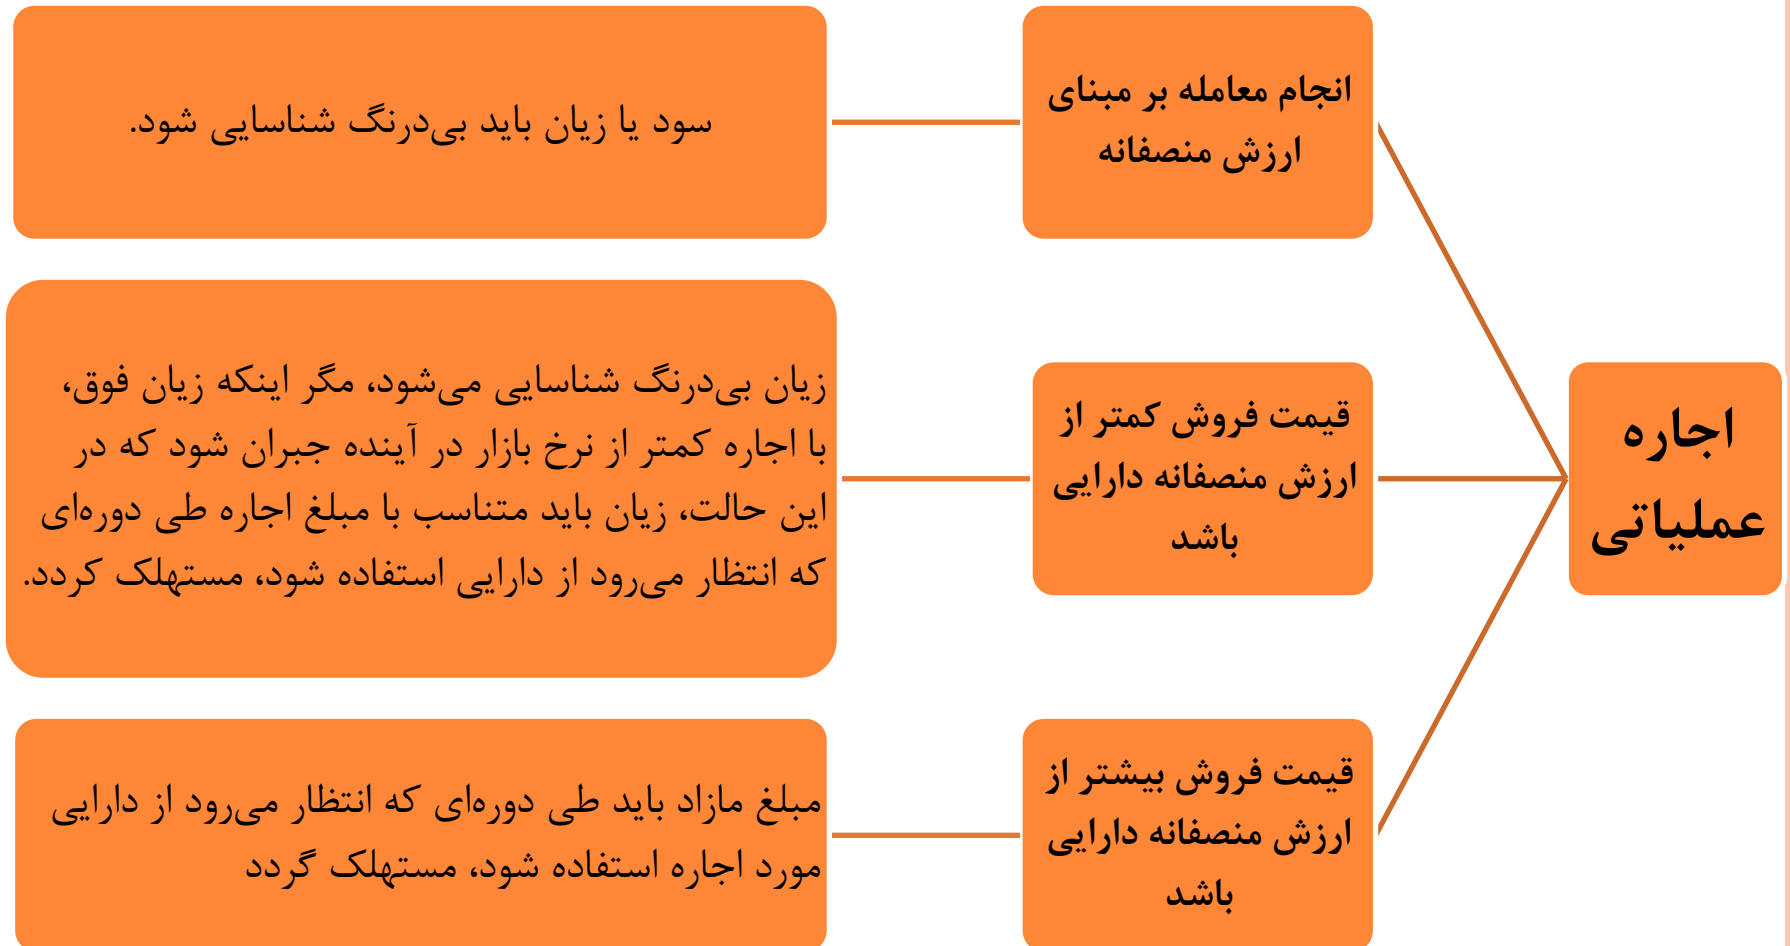 اجاره
عملیاتی
انجام معامله بر مبنای
ارزش منصفانه
سود یا زیان باید بی‌درنگ شناسایی شود.
قیمت فروش کمتر از
ارزش منصفانه دارایی
باشد
زیان بی‌درنگ شناسایی می‌شود، مگر اینکه زیان فوق،
با اجاره کمتر از نرخ بازار در آینده جبران شود که در
این حالت، زیان باید متناسب با مبلغ اجاره طی دوره‌ای
که انتظار می‌رود از دارایی استفاده شود، مستهلک کردد.
قیمت فروش بیشتر از
ارزش منصفانه دارایی
باشد
مبلغ مازاد باید طی دوره‌ای که انتظار می‌رود از دارایی
مورد اجاره استفاده شود، مستهلک گردد